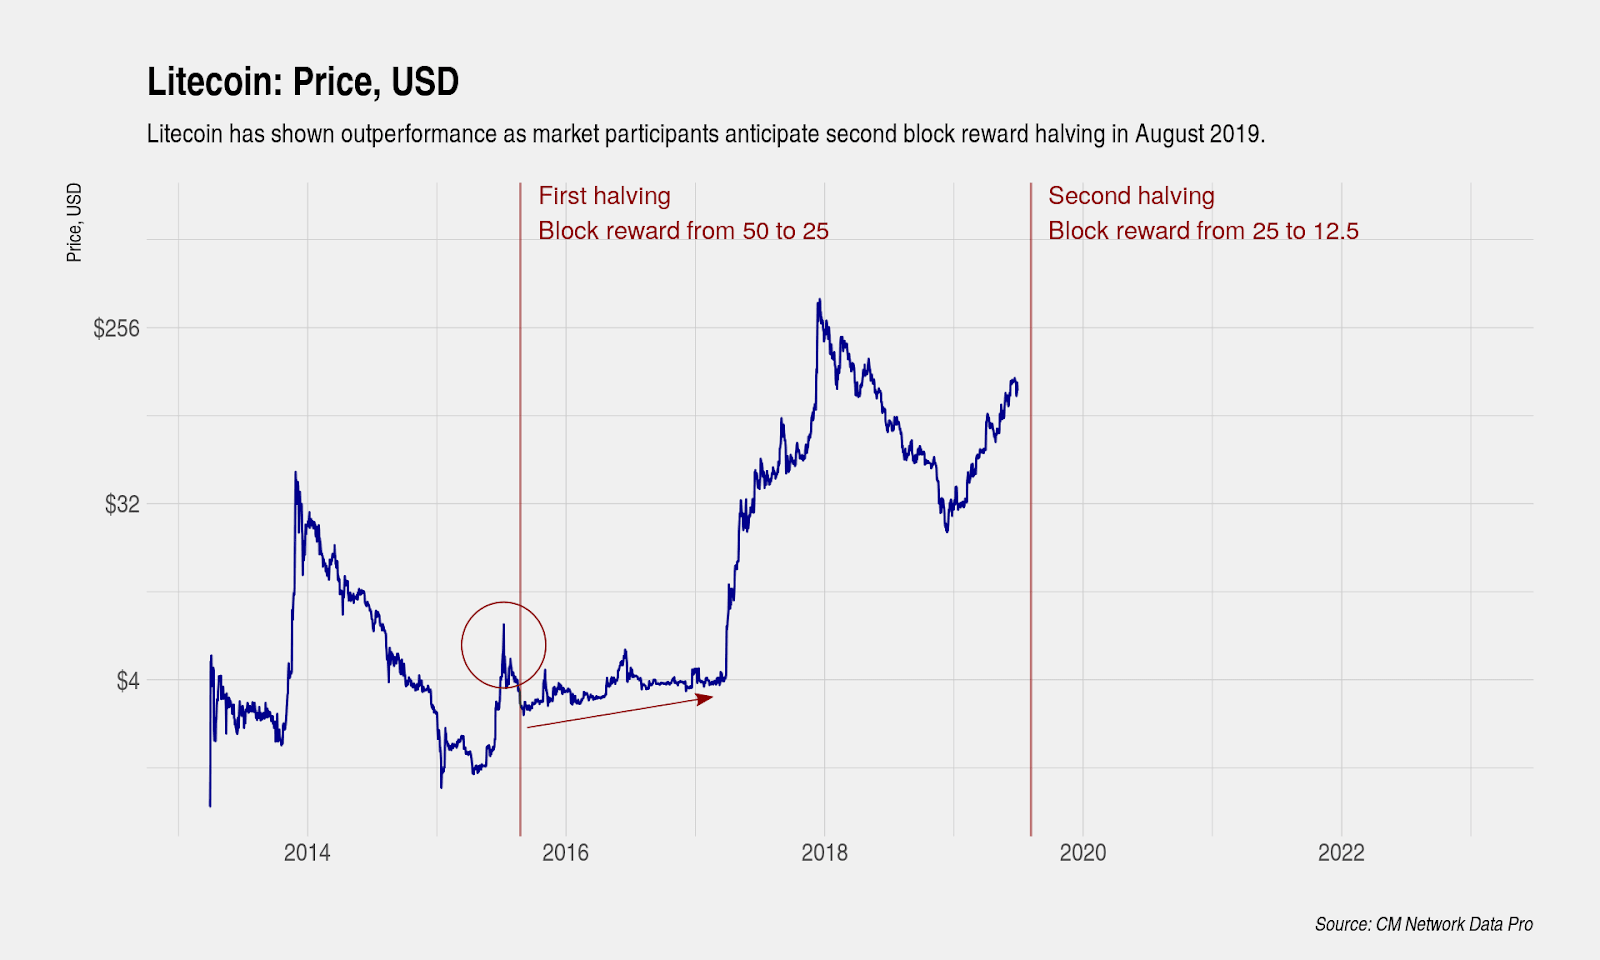 Litecoin: Price, USD
Litecoin has shown outperformance as market participants anticipate second block reward halving in August 2019.
Price, USD
First halving
Block reward from 50 to 25
Second halving
Block reward from 25 to 12.5
$256
$32
$4
2014
2016
2018
2020
2022
Source: CM Network Data Pro